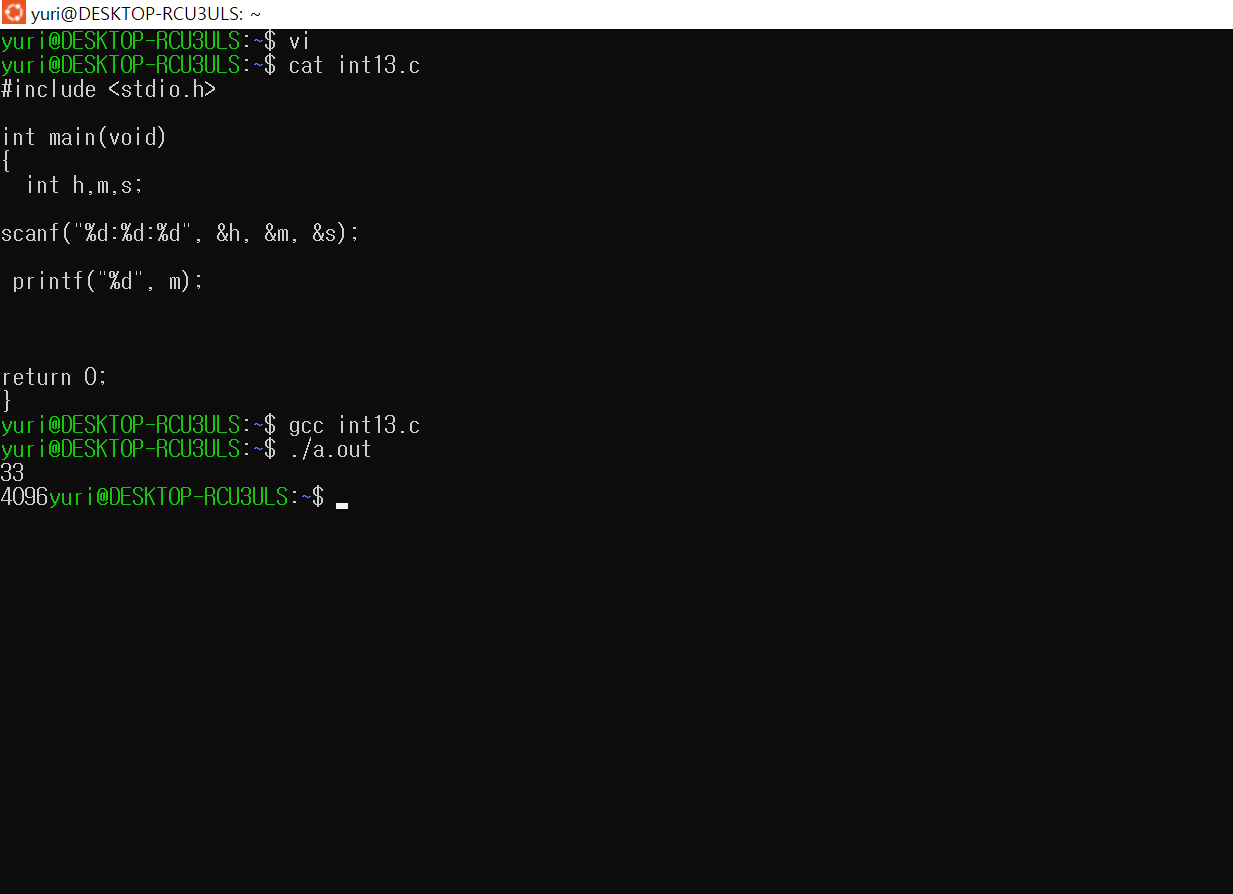 yuri@DESKTOP-RCU3ULS: ~
yuri@DESKTOP-RCU3ULS:~$ vi
yuri@DESKTOP-RCU3ULS:~$ cat int13.c
#include <stdio.h>
int main(void)
{
int h,m,s;
scanf("%d:%d:%d", &h, &m, &s);
printf("%d", m);
return 0;
}
yuri@DESKTOP-RCU3ULS:~$ gcc int13.c
yuri@DESKTOP-RCU3ULS:~$ ./a.out
33
4096yuri@DESKTOP-RCU3ULS:~$